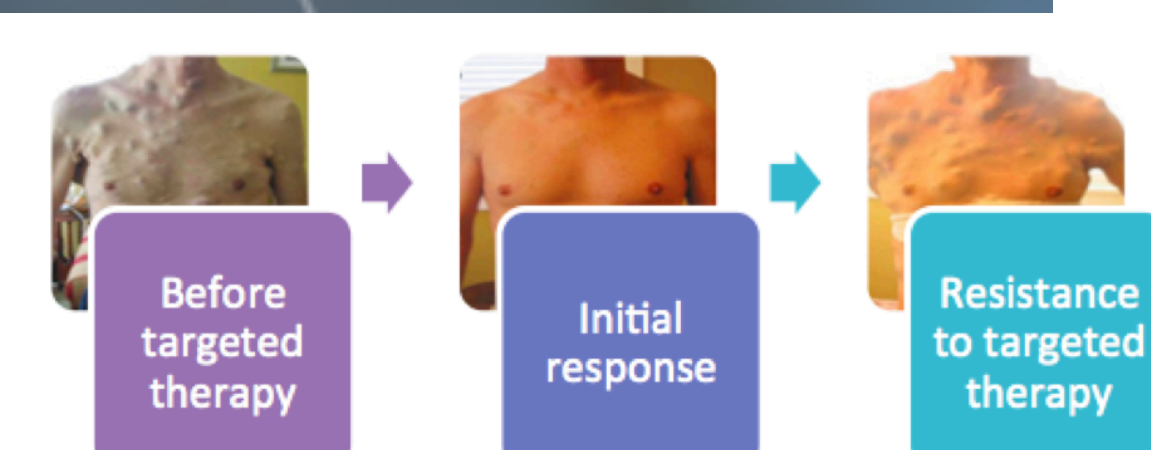 Before
targeted
therapy
Initial
response
Resistance
to targeted
therapy